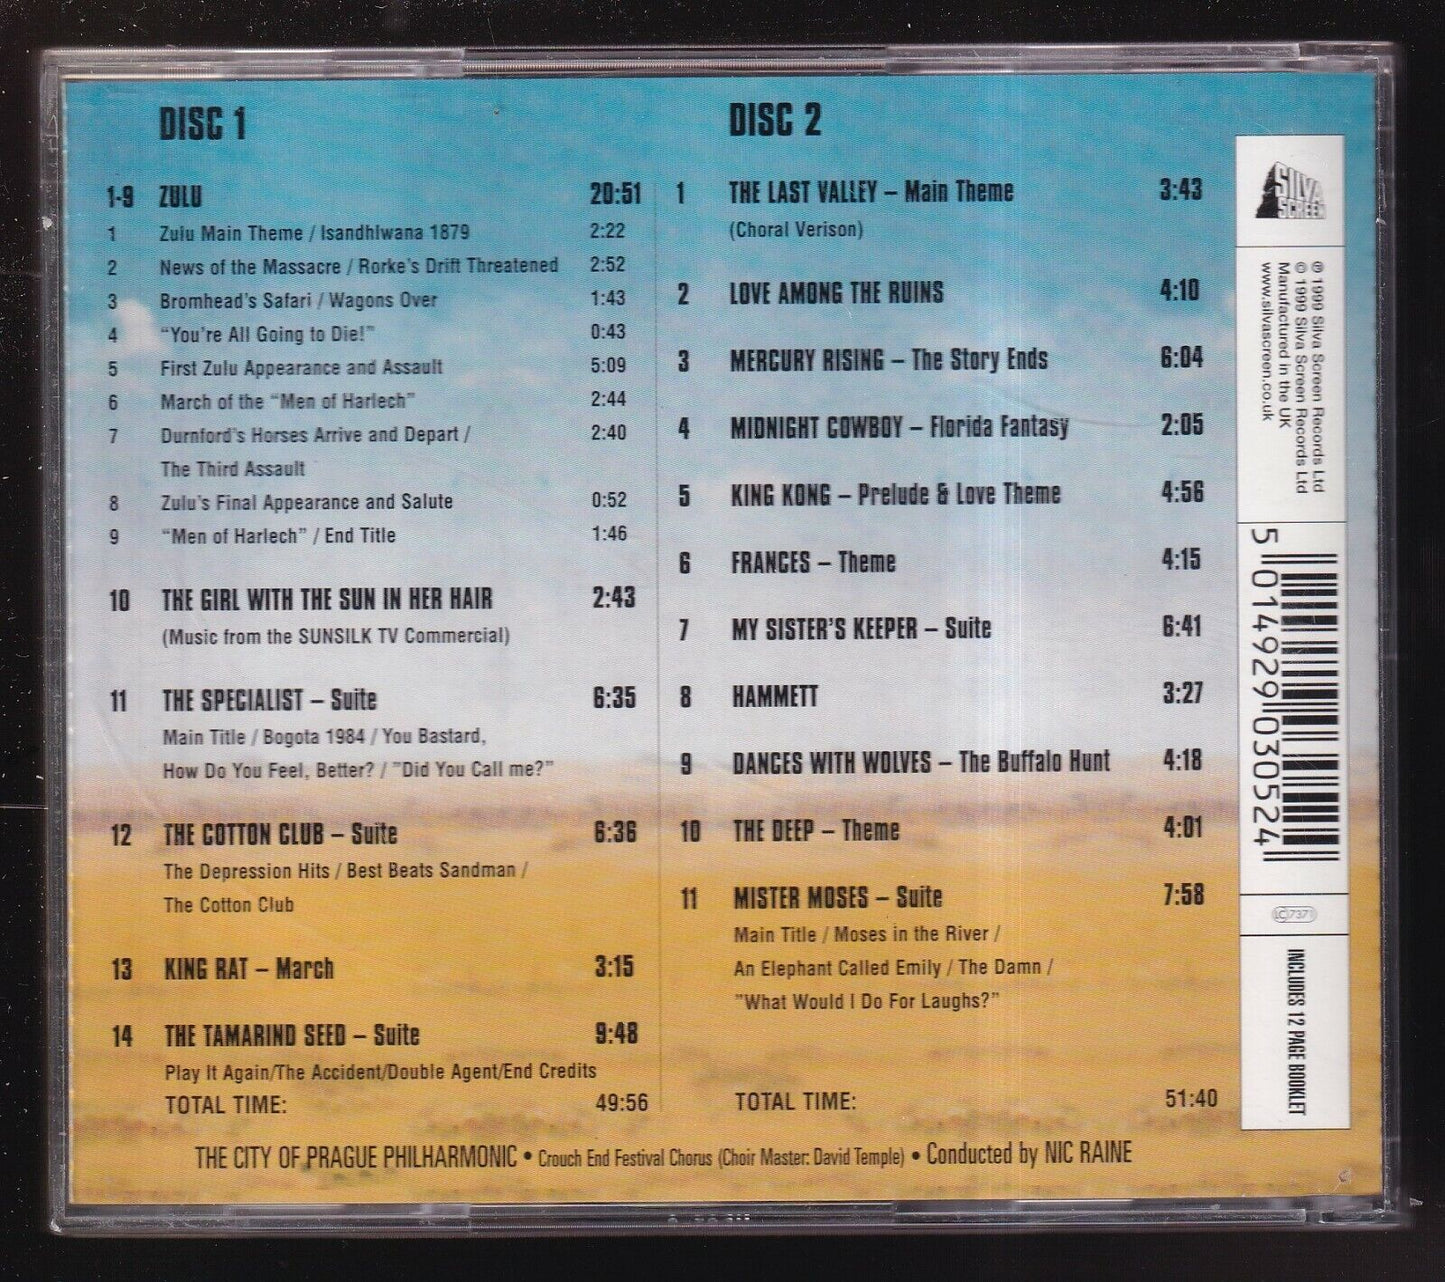 DISC 1
1-9 ZULU 20:51
1 Zulu Main Theme / Isandhlwana 1879 2:22
2 News of the Massacre / Rorke's Drift Threatened 2:52
3 Bromhead's Safari / Wagons Over 1:43
4 "You're All Going to Die!" 0:43
5 First Zulu Appearance and Assault 5:09
6 March of the "Men of Harlech" 2:44
7 Durnford's Horses Arrive and Depart / 2:40
The Third Assault
8 Zulu's Final Appearance and Salute 0:52
9 "Men of Harlech" / End Title 1:46
10 THE GIRL WITH THE SUN IN HER HAIR 2:43
(Music from the SUNSILK TV Commercial)
11 THE SPECIALIST – Suite 6:35
Main Title / Bogota 1984 / You Bastard,
How Do You Feel, Better? / "Did You Call me?"
12 THE COTTON CLUB – Suite 6:36
The Depression Hits / Best Beats Sandman /
The Cotton Club
13 KING RAT – March 3:15
14 THE TAMARIND SEED – Suite 9:48
Play It Again/The Accident/Double Agent/End Credits
TOTAL TIME: 49:56
DISC 2
1 THE LAST VALLEY – Main Theme 3:43
(Choral Verison)
2 LOVE AMONG THE RUINS 4:10
3 MERCURY RISING – The Story Ends 6:04
4 MIDNIGHT COWBOY – Florida Fantasy 2:05
5 KING KONG – Prelude & Love Theme 4:56
6 FRANCES – Theme 4:15
7 MY SISTER'S KEEPER – Suite 6:41
8 HAMMETT 3:27
9 DANCES WITH WOLVES – The Buffalo Hunt 4:18
10 THE DEEP – Theme 4:01
11 MISTER MOSES – Suite 7:58
Main Title / Moses in the River /
An Elephant Called Emily / The Damn /
"What Would I Do For Laughs?"
TOTAL TIME: 51:40
THE CITY OF PRAGUE PHILHARMONIC • Crouch End Festival Chorus (Choir Master: David Temple) • Conducted by NIC RAINE
SILVA
SCREEN
℗ 1999 Silva Screen Records Ltd
© 1999 Silva Screen Records Ltd
Manufactured in the UK
www.silvascreen.co.uk
5 014929 030524
LC 7371
INCLUDES 12 PAGE BOOKLET